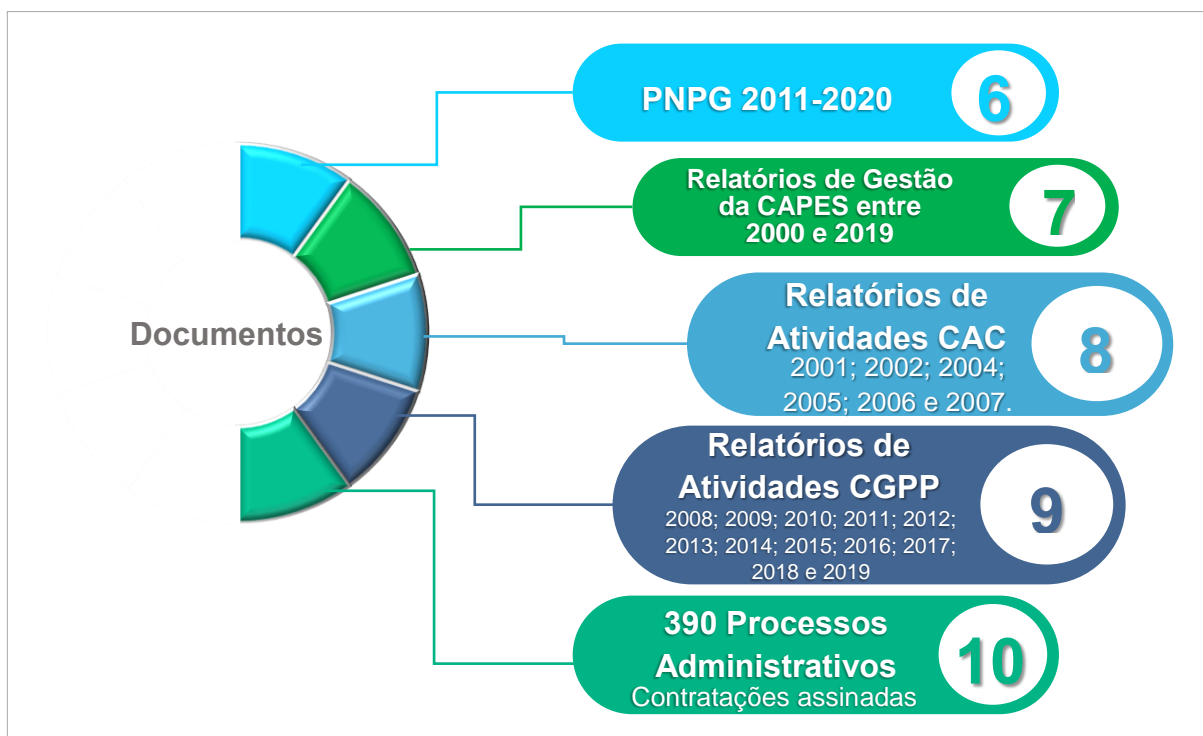 Documentos
PNPG 2011-2020
6
Relatórios de Gestão
da CAPES entre
2000 e 2019
7
Relatórios de
Atividades CAC
2001; 2002; 2004;
2005; 2006 e 2007.
8
Relatórios de
Atividades CGPP
2008; 2009; 2010; 2011; 2012;
2013; 2014; 2015; 2016; 2017;
2018 e 2019
9
390 Processos
Administrativos
Contratações assinadas
10